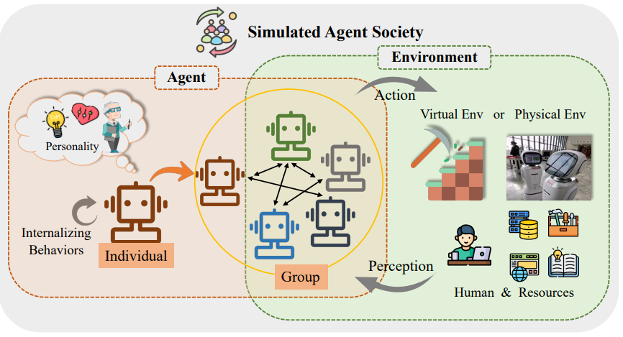 Simulated Agent Society
Agent
Environment
Personality
Action
Virtual Env or Physical Env
Internalizing
Behaviors
Individual
Group
Perception
Human & Resources